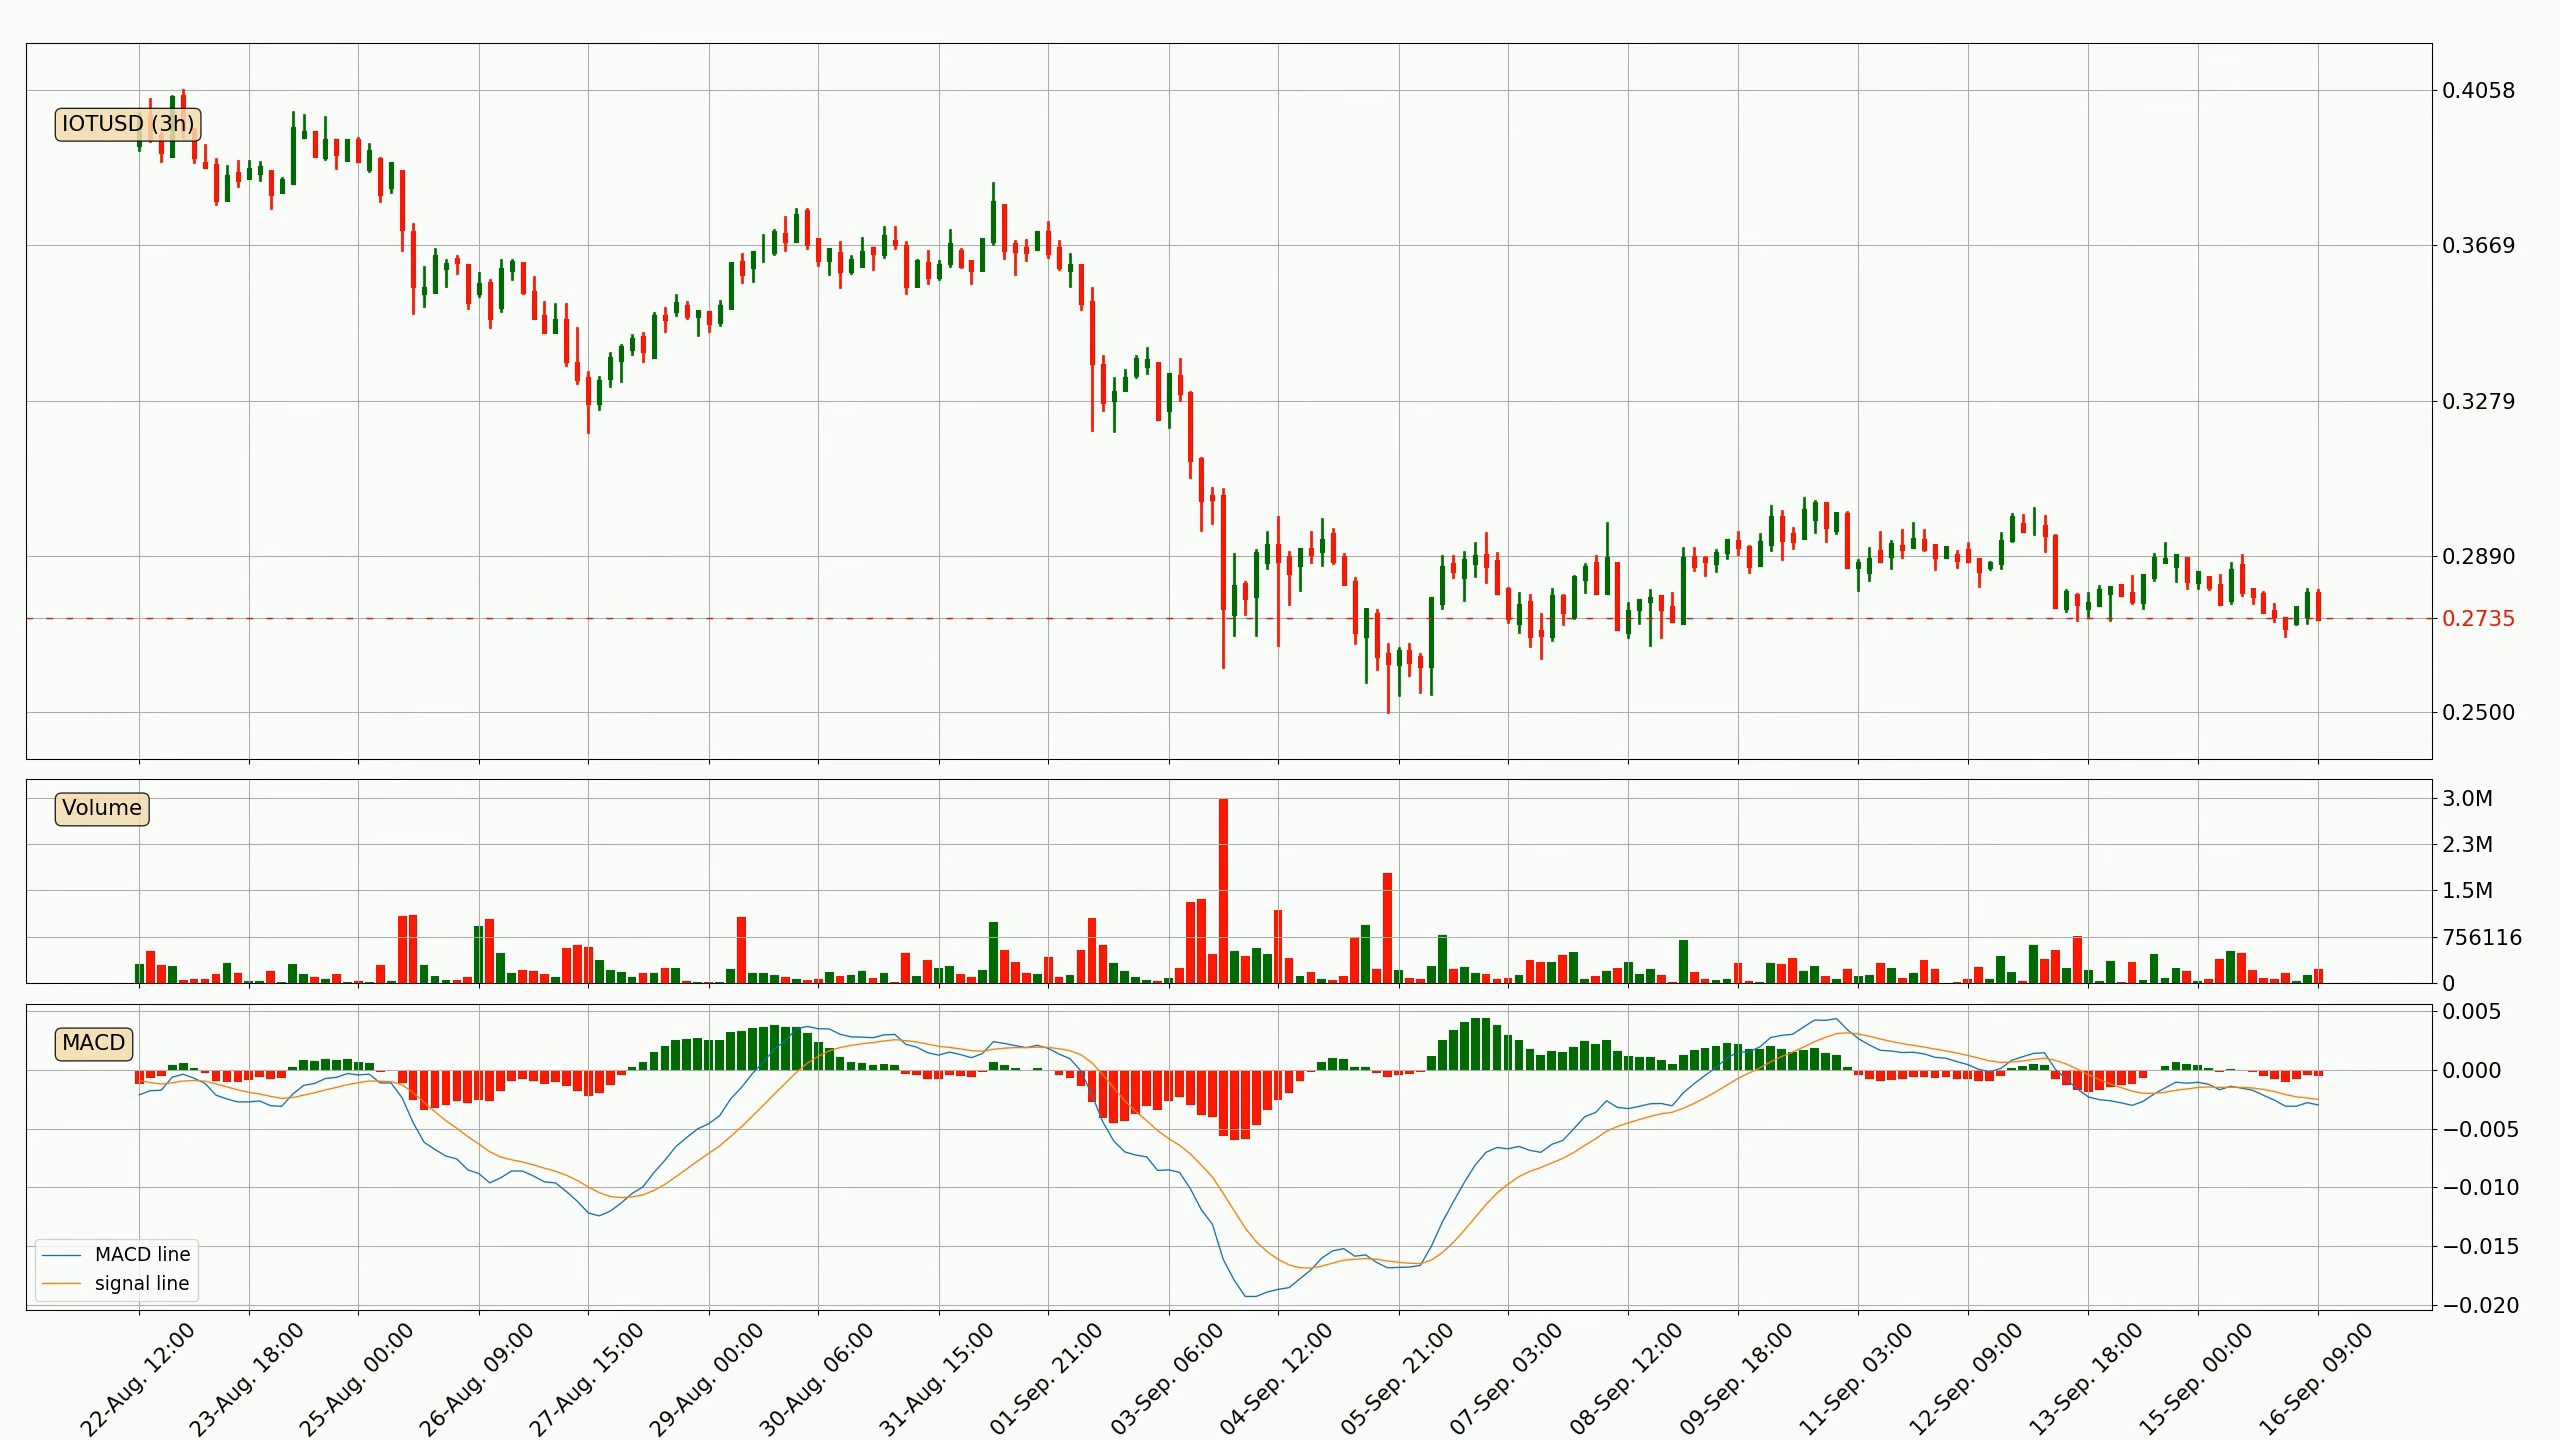 IOTUSD (3h)
0.4058
0.3669
0.3279
0.2890
0.2735
0.2500
Volume
3.0M
2.3M
1.5M
756116
0
MACD
0.005
0.000
−0.005
−0.010
−0.015
−0.020
MACD line
signal line
22-Aug. 12:00
23-Aug. 18:00
25-Aug. 00:00
26-Aug. 09:00
27-Aug. 15:00
29-Aug. 00:00
30-Aug. 06:00
31-Aug. 15:00
01-Sep. 21:00
03-Sep. 06:00
04-Sep. 12:00
05-Sep. 21:00
07-Sep. 03:00
08-Sep. 12:00
09-Sep. 18:00
11-Sep. 03:00
12-Sep. 09:00
13-Sep. 18:00
15-Sep. 00:00
16-Sep. 09:00